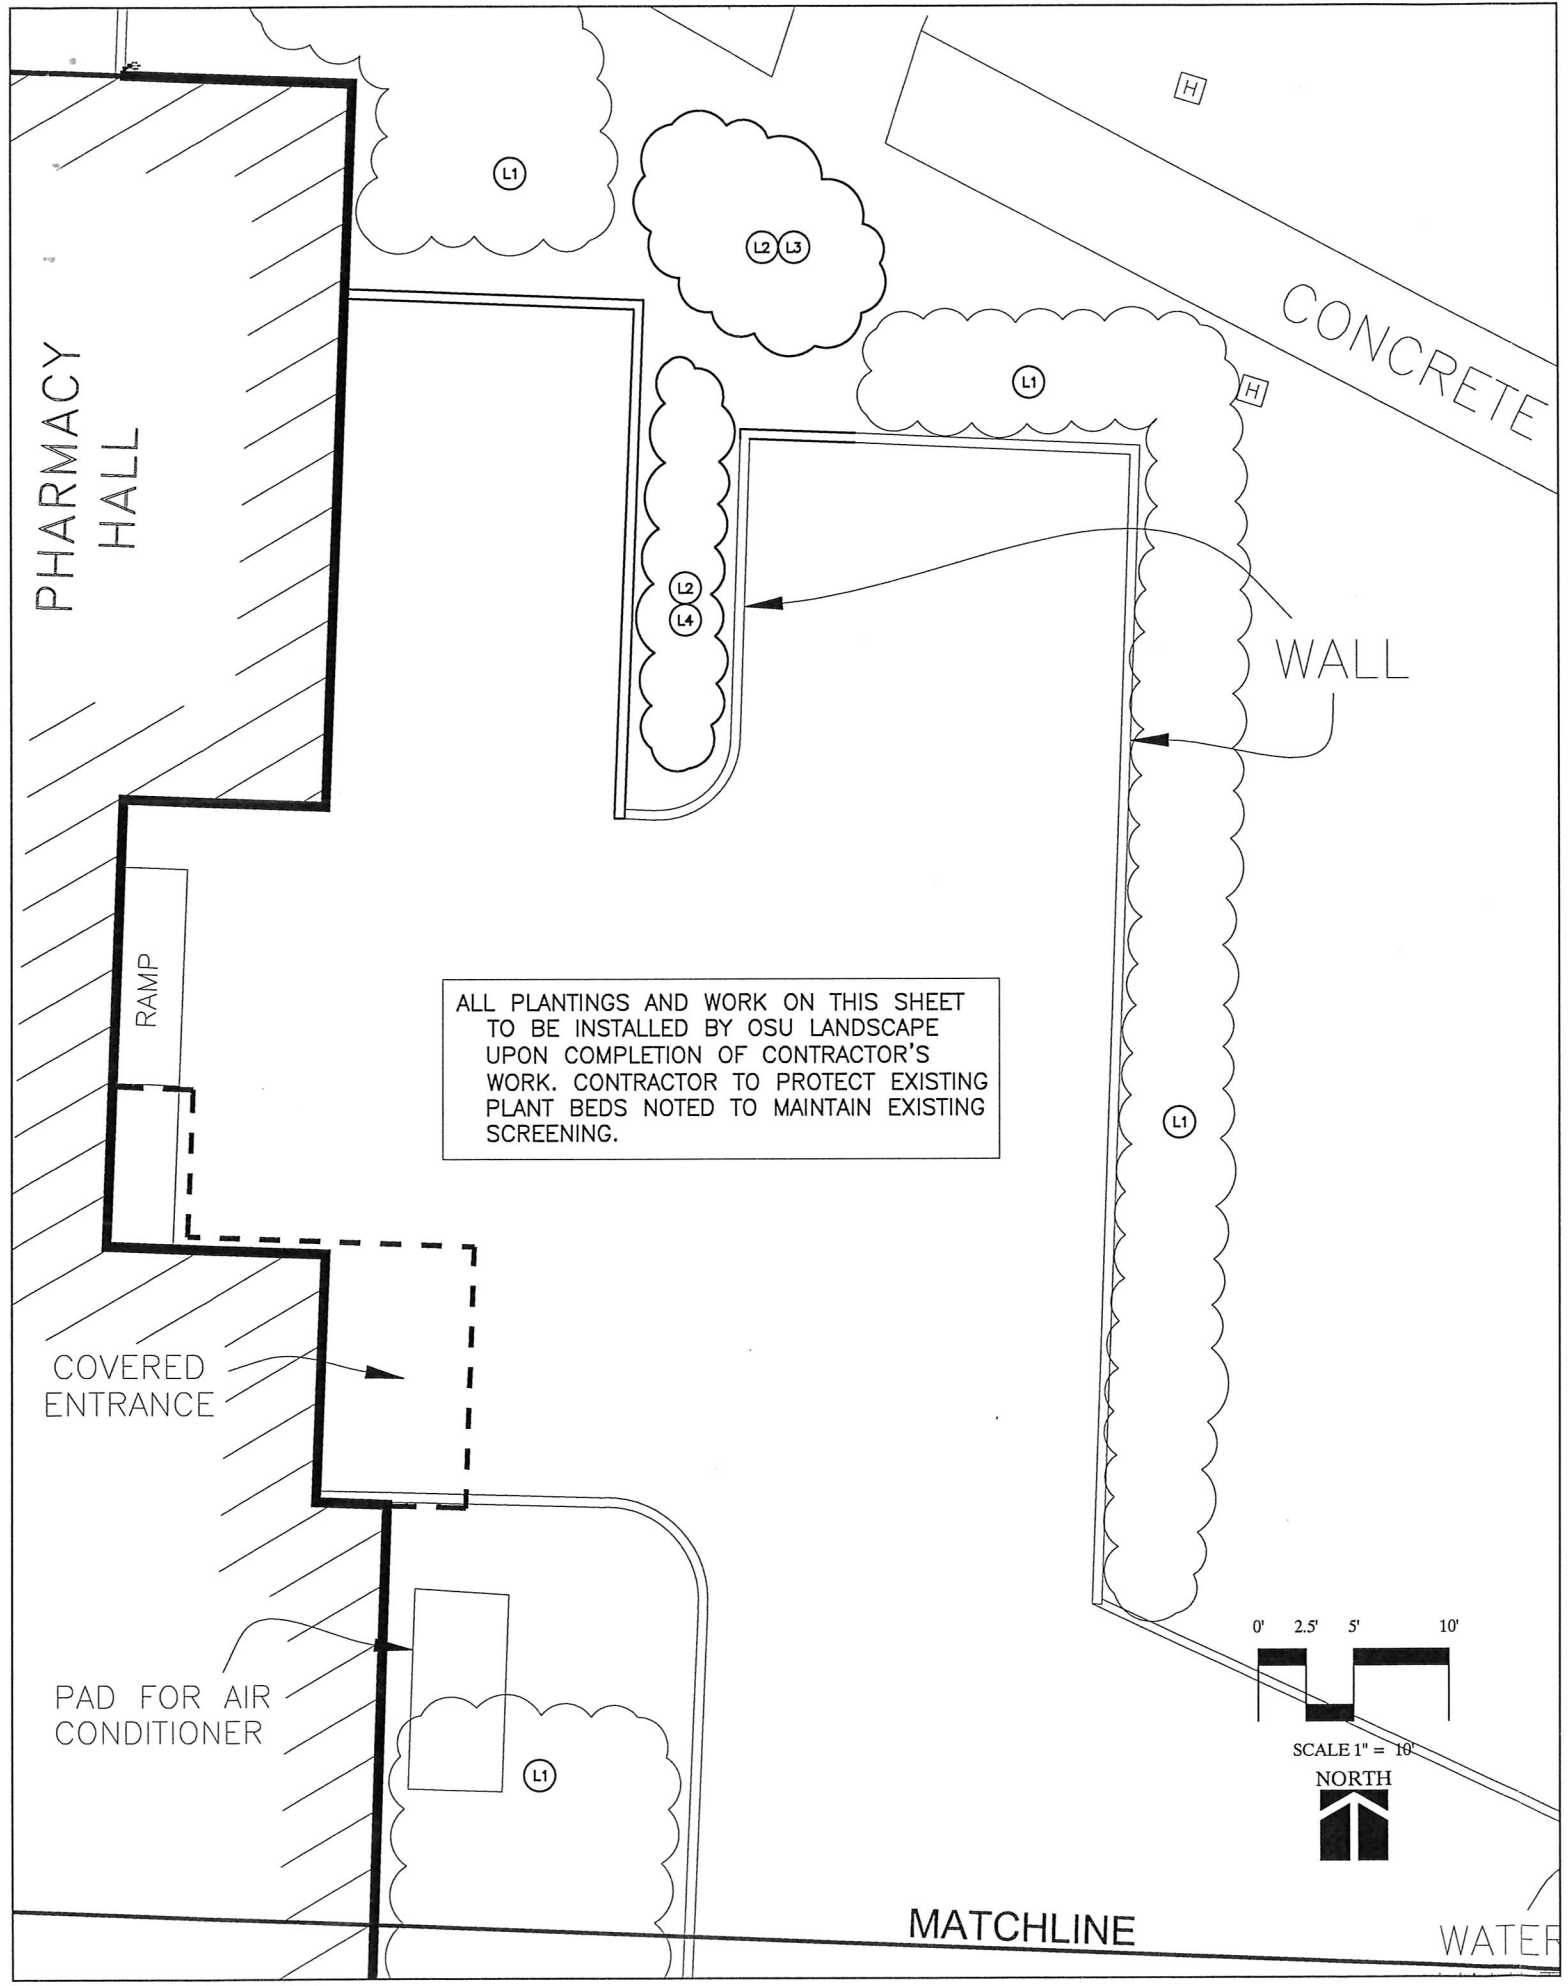 H
L1
L2 L3
CONCRETE
L1
H
PHARMACY
HALL
L2
L4
WALL
RAMP
ALL PLANTINGS AND WORK ON THIS SHEET
TO BE INSTALLED BY OSU LANDSCAPE
UPON COMPLETION OF CONTRACTOR'S
WORK. CONTRACTOR TO PROTECT EXISTING
PLANT BEDS NOTED TO MAINTAIN EXISTING
SCREENING.
L1
COVERED
ENTRANCE
0' 2.5' 5' 10'
PAD FOR AIR
CONDITIONER
SCALE 1" = 10'
NORTH
L1
MATCHLINE
WATER